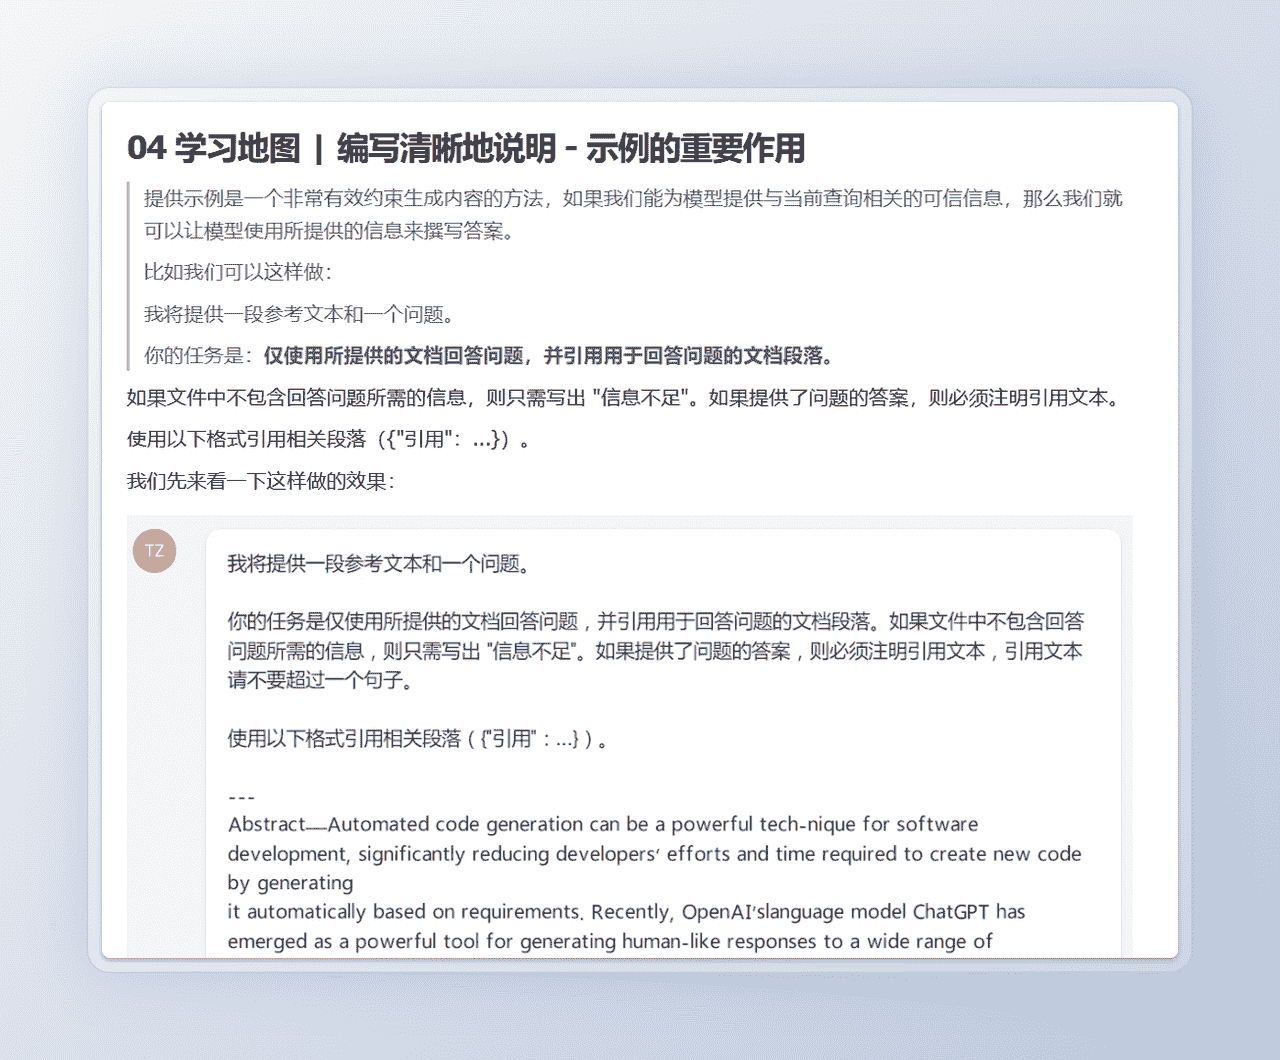 04 学习地图 | 编写清晰地说明 - 示例的重要作用
提供示例是一个非常有效约束生成内容的方法，如果我们能为模型提供与当前查询相关的可信信息，那么我们就
可以让模型使用所提供的信息来撰写答案。
比如我们可以这样做：
我将提供一段参考文本和一个问题。
你的任务是：仅使用所提供的文档回答问题，并引用用于回答问题的文档段落。
如果文件中不包含回答问题所需的信息，则只需写出 "信息不足"。如果提供了问题的答案，则必须注明引用文本。
使用以下格式引用相关段落（{"引用"：...}）。
我们先来看一下这样做的效果：
TZ
我将提供一段参考文本和一个问题。
你的任务是仅使用所提供的文档回答问题，并引用用于回答问题的文档段落。如果文件中不包含回答
问题所需的信息，则只需写出 "信息不足"。如果提供了问题的答案，则必须注明引用文本，引用文本
请不要超过一个句子。
使用以下格式引用相关段落（{"引用"：...}）。
---
Abstract—Automated code generation can be a powerful tech-nique for software
development, significantly reducing developers' efforts and time required to create new code
by generating
it automatically based on requirements. Recently, OpenAI'slanguage model ChatGPT has
emerged as a powerful tool for generating human-like responses to a wide range of